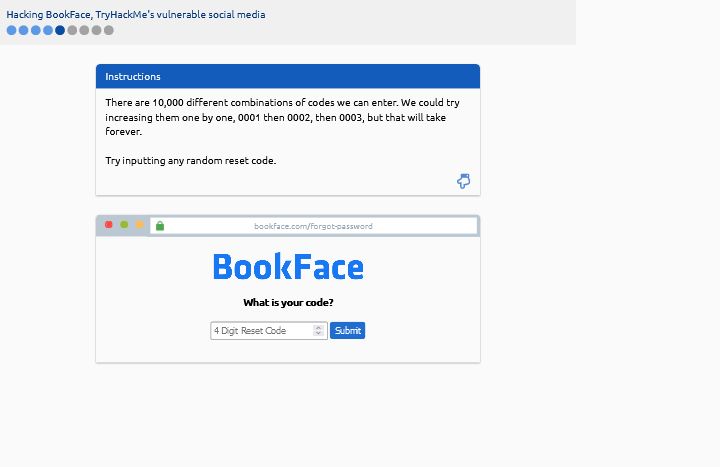 Hacking BookFace, TryHackMe's vulnerable social media
Instructions
There are 10,000 different combinations of codes we can enter. We could try
increasing them one by one, 0001 then 0002, then 0003, but that will take
forever.
Try inputting any random reset code.
bookface.com/forgot-password
BookFace
What is your code?
4 Digit Reset Code
Submit